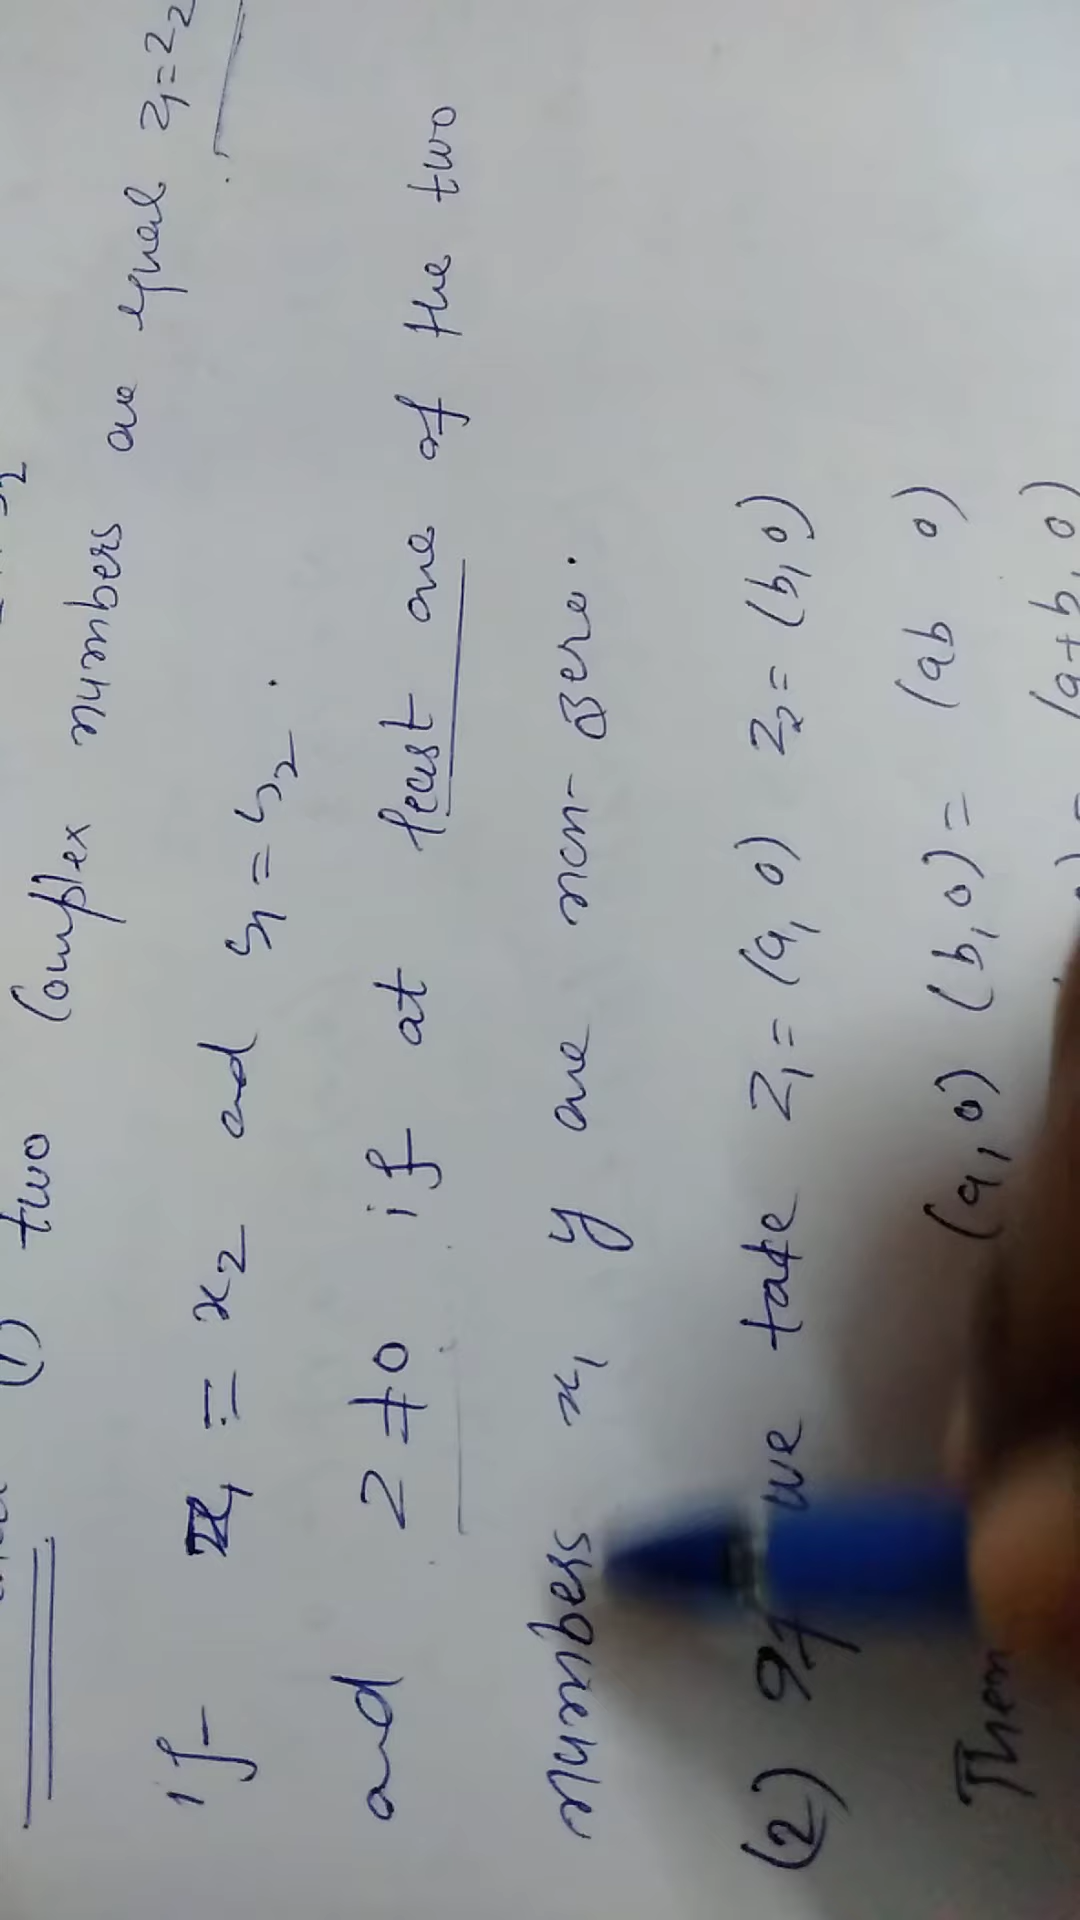 (1) two Complex numbers are equal z₁=z₂
if x₁ = x₂ and y₁ = y₂.
and z ≠ 0 if at least one of the two
numbers x, y are non-zero.
(2) If we take z₁ = (a, 0) z₂ = (b, 0)
Then (a, 0) (b, 0) = (ab 0)
= (a+b, 0)